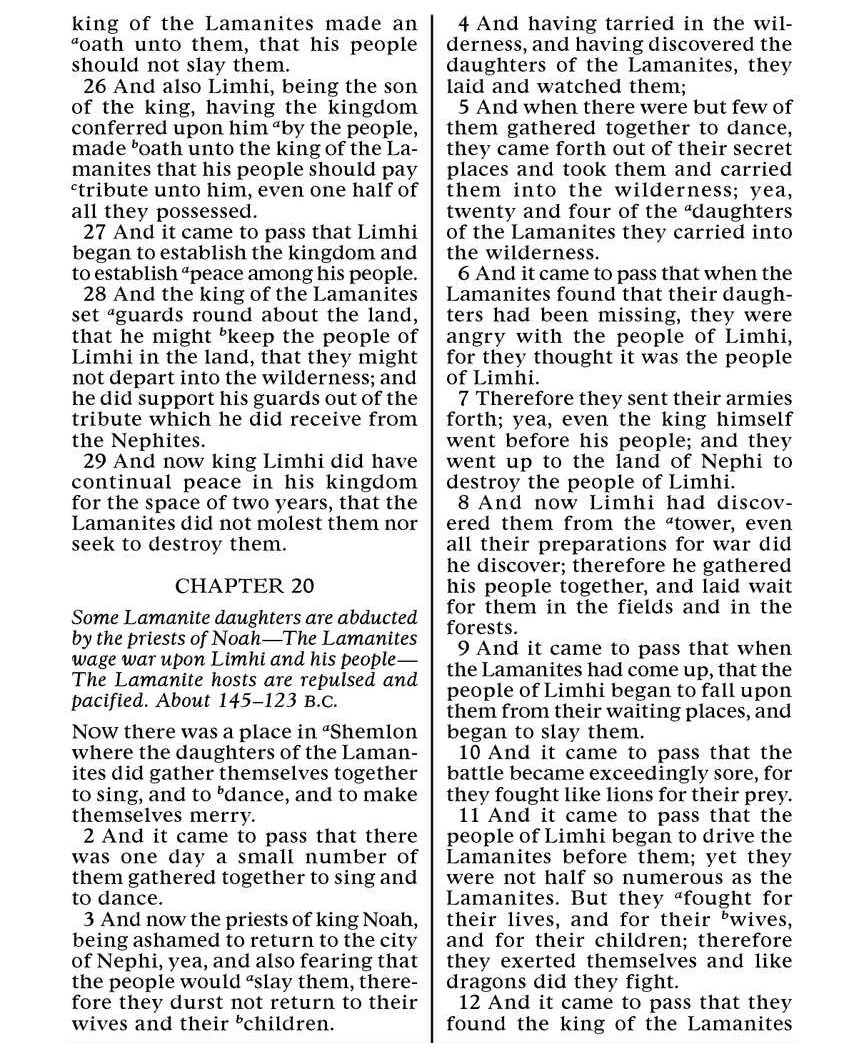 king of the Lamanites made an
ᵃoath unto them, that his people
should not slay them.
26 And also Limhi, being the son
of the king, having the kingdom
conferred upon him ᵃby the people,
made ᵇoath unto the king of the La-
manites that his people should pay
ᶜtribute unto him, even one half of
all they possessed.
27 And it came to pass that Limhi
began to establish the kingdom and
to establish ᵃpeace among his people.
28 And the king of the Lamanites
set ᵃguards round about the land,
that he might ᵇkeep the people of
Limhi in the land, that they might
not depart into the wilderness; and
he did support his guards out of the
tribute which he did receive from
the Nephites.
29 And now king Limhi did have
continual peace in his kingdom
for the space of two years, that the
Lamanites did not molest them nor
seek to destroy them.
CHAPTER 20
Some Lamanite daughters are abducted
by the priests of Noah—The Lamanites
wage war upon Limhi and his people—
The Lamanite hosts are repulsed and
pacified. About 145–123 B.C.
NOW there was a place in ᵃShemlon
where the daughters of the Laman-
ites did gather themselves together
to sing, and to ᵇdance, and to make
themselves merry.
2 And it came to pass that there
was one day a small number of
them gathered together to sing and
to dance.
3 And now the priests of king Noah,
being ashamed to return to the city
of Nephi, yea, and also fearing that
the people would ᵃslay them, there-
fore they durst not return to their
wives and their ᵇchildren.
4 And having tarried in the wil-
derness, and having discovered the
daughters of the Lamanites, they
laid and watched them;
5 And when there were but few of
them gathered together to dance,
they came forth out of their secret
places and took them and carried
them into the wilderness; yea,
twenty and four of the ᵃdaughters
of the Lamanites they carried into
the wilderness.
6 And it came to pass that when the
Lamanites found that their daugh-
ters had been missing, they were
angry with the people of Limhi,
for they thought it was the people
of Limhi.
7 Therefore they sent their armies
forth; yea, even the king himself
went before his people; and they
went up to the land of Nephi to
destroy the people of Limhi.
8 And now Limhi had discov-
ered them from the ᵃtower, even
all their preparations for war did
he discover; therefore he gathered
his people together, and laid wait
for them in the fields and in the
forests.
9 And it came to pass that when
the Lamanites had come up, that the
people of Limhi began to fall upon
them from their waiting places, and
began to slay them.
10 And it came to pass that the
battle became exceedingly sore, for
they fought like lions for their prey.
11 And it came to pass that the
people of Limhi began to drive the
Lamanites before them; yet they
were not half so numerous as the
Lamanites. But they ᵃfought for
their lives, and for their ᵇwives,
and for their children; therefore
they exerted themselves and like
dragons did they fight.
12 And it came to pass that they
found the king of the Lamanites